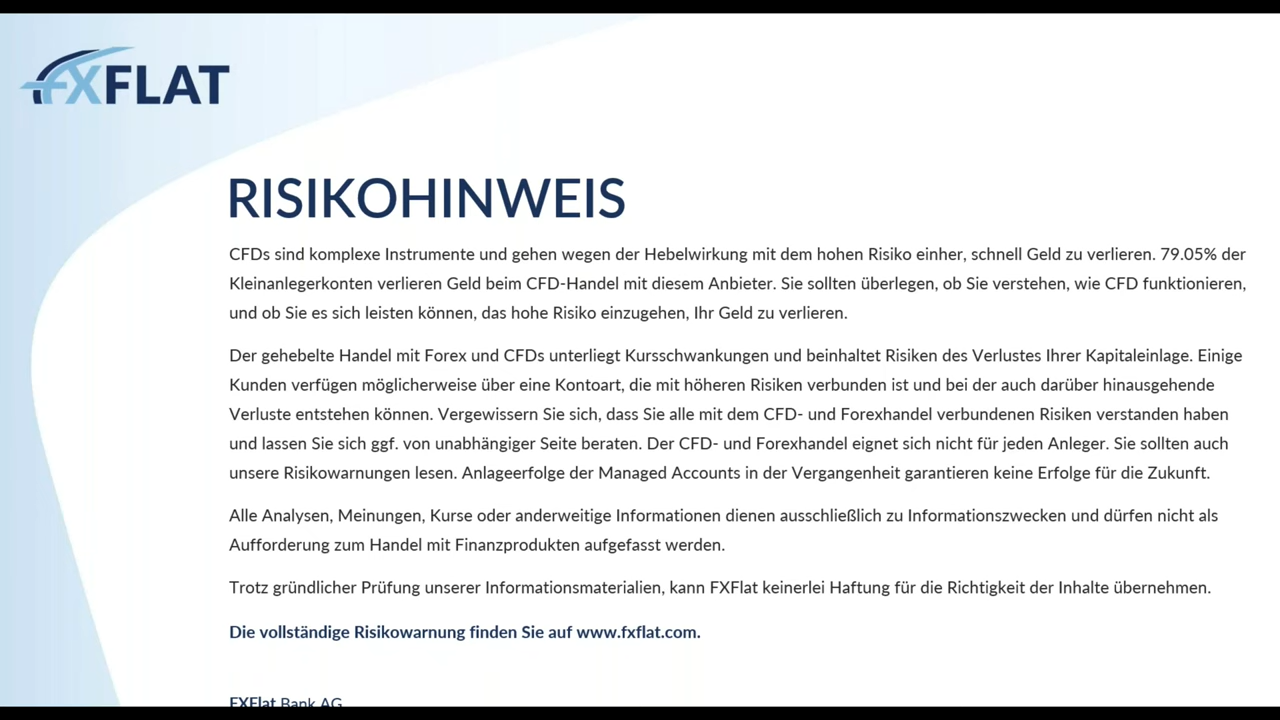 FXFLAT
RISIKOHINWEIS
CFDs sind komplexe Instrumente und gehen wegen der Hebelwirkung mit dem hohen Risiko einher, schnell Geld zu verlieren. 79.05% der
Kleinanlegerkonten verlieren Geld beim CFD-Handel mit diesem Anbieter. Sie sollten überlegen, ob Sie verstehen, wie CFD funktionieren,
und ob Sie es sich leisten können, das hohe Risiko einzugehen, Ihr Geld zu verlieren.
Der gehebelte Handel mit Forex und CFDs unterliegt Kursschwankungen und beinhaltet Risiken des Verlustes Ihrer Kapitaleinlage. Einige
Kunden verfügen möglicherweise über eine Kontoart, die mit höheren Risiken verbunden ist und bei der auch darüber hinausgehende
Verluste entstehen können. Vergewissern Sie sich, dass Sie alle mit dem CFD- und Forexhandel verbundenen Risiken verstanden haben
und lassen Sie sich ggf. von unabhängiger Seite beraten. Der CFD- und Forexhandel eignet sich nicht für jeden Anleger. Sie sollten auch
unsere Risikowarnungen lesen. Anlageerfolge der Managed Accounts in der Vergangenheit garantieren keine Erfolge für die Zukunft.
Alle Analysen, Meinungen, Kurse oder anderweitige Informationen dienen ausschließlich zu Informationszwecken und dürfen nicht als
Aufforderung zum Handel mit Finanzprodukten aufgefasst werden.
Trotz gründlicher Prüfung unserer Informationsmaterialien, kann FXFlat keinerlei Haftung für die Richtigkeit der Inhalte übernehmen.
Die vollständige Risikowarnung finden Sie auf www.fxflat.com.
FXFlat Bank AG